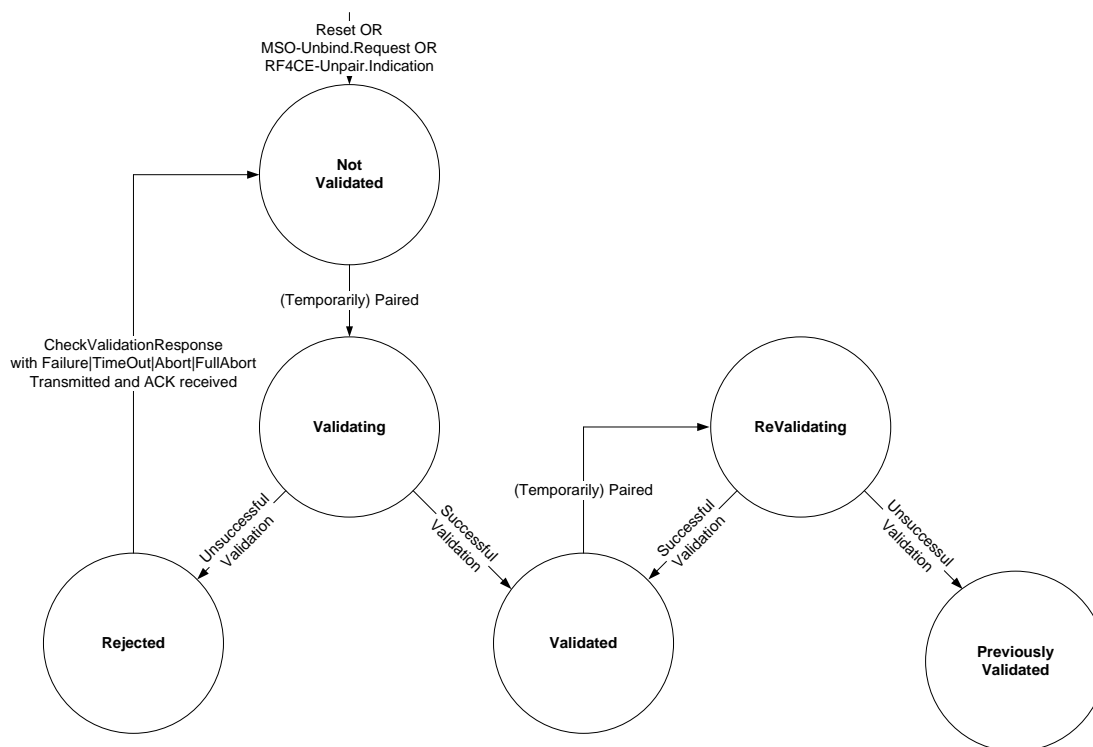 Reset OR
MSO-Unbind.Request OR
RF4CE-Unpair.Indication
Not
Validated
(Temporarily) Paired
CheckValidationResponse
with Failure|TimeOut|Abort|FullAbort
Transmitted and ACK received
Validating
ReValidating
(Temporarily) Paired
Unsuccessful
Validation
Successful
Validation
Successful
Validation
Unsuccessul
Validation
Rejected
Validated
Previously
Validated